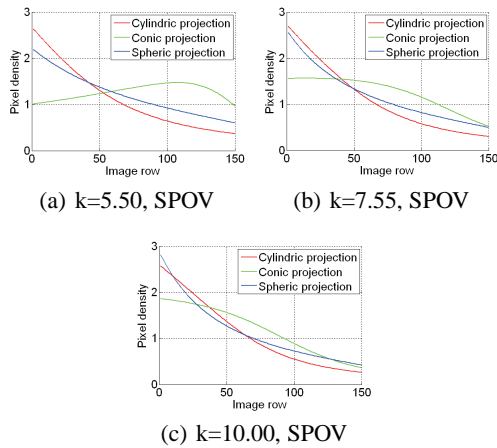 3
2
1
0
0
50
100
150
Pixel density
Image row
Cylindric projection
Conic projection
Spheric projection
(a) k=5.50, SPOV
3
2
1
0
0
50
100
150
Pixel density
Image row
Cylindric projection
Conic projection
Spheric projection
(b) k=7.55, SPOV
3
2
1
0
0
50
100
150
Pixel density
Image row
Cylindric projection
Conic projection
Spheric projection
(c) k=10.00, SPOV